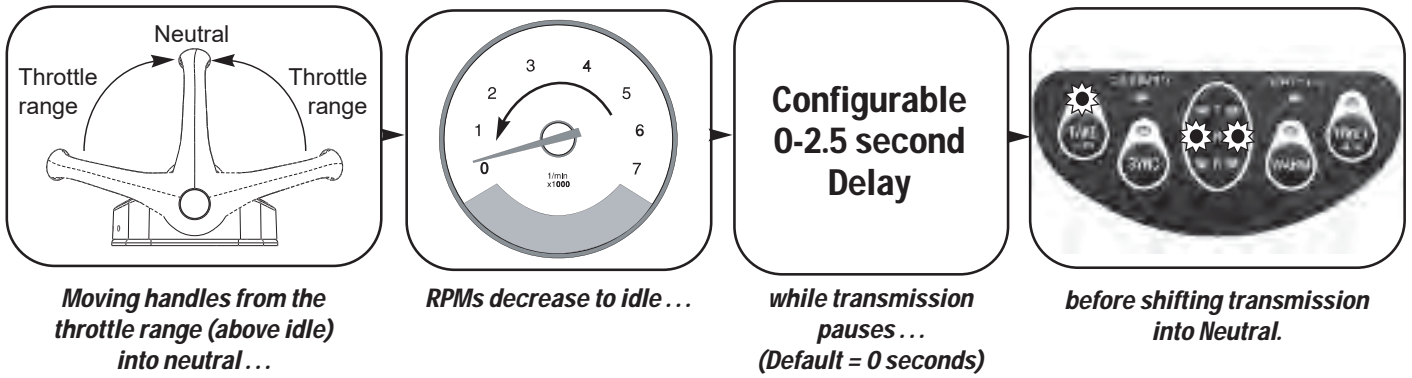 Neutral
Throttle
range
Throttle
range
0
1
2
3
4
5
6
7
1/min
x1000
Configurable
0-2.5 second
Delay
SYNC
WARM
Moving handles from the
throttle range (above idle)
into neutral . . .
RPMs decrease to idle . . .
while transmission
pauses . . .
(Default = 0 seconds)
before shifting transmission
into Neutral.